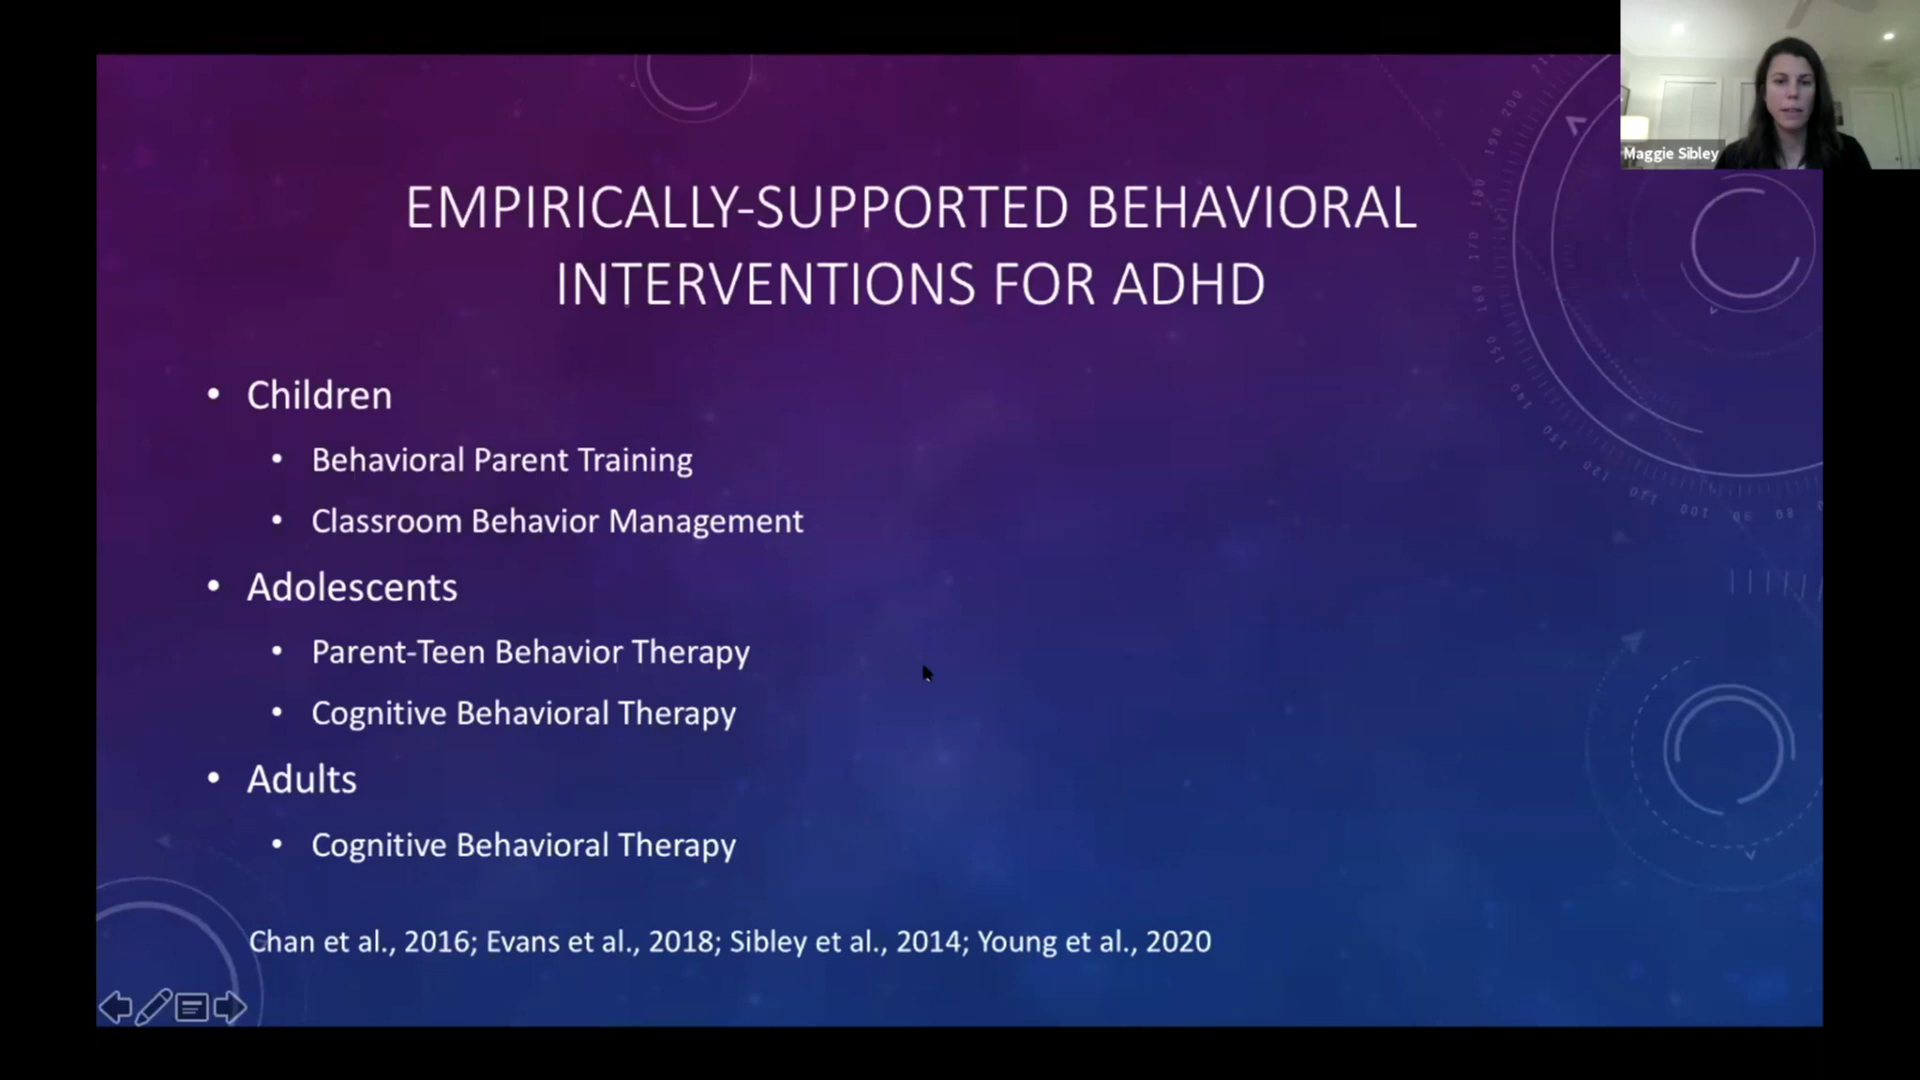 Maggie Sibley
EMPIRICALLY-SUPPORTED BEHAVIORAL
INTERVENTIONS FOR ADHD
• Children
• Behavioral Parent Training
• Classroom Behavior Management
• Adolescents
• Parent-Teen Behavior Therapy
• Cognitive Behavioral Therapy
• Adults
• Cognitive Behavioral Therapy
Chan et al., 2016; Evans et al., 2018; Sibley et al., 2014; Young et al., 2020